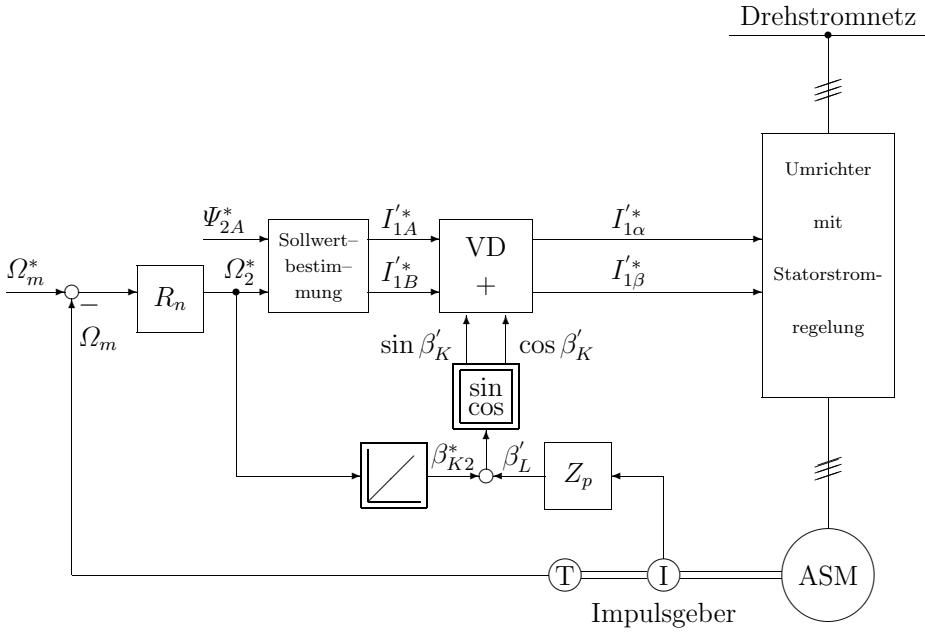 Drehstromnetz
Umrichter
mit
Statorstrom-
regelung
Ψ*2A
Sollwert–
bestim–
mung
I'*1A
I'*1B
VD
+
I'*1α
I'*1β
Ω*m
−
Ωm
Rn
Ω*2
sin β'K
cos β'K
sin
cos
β*K2
β'L
Zp
T
I
ASM
Impulsgeber